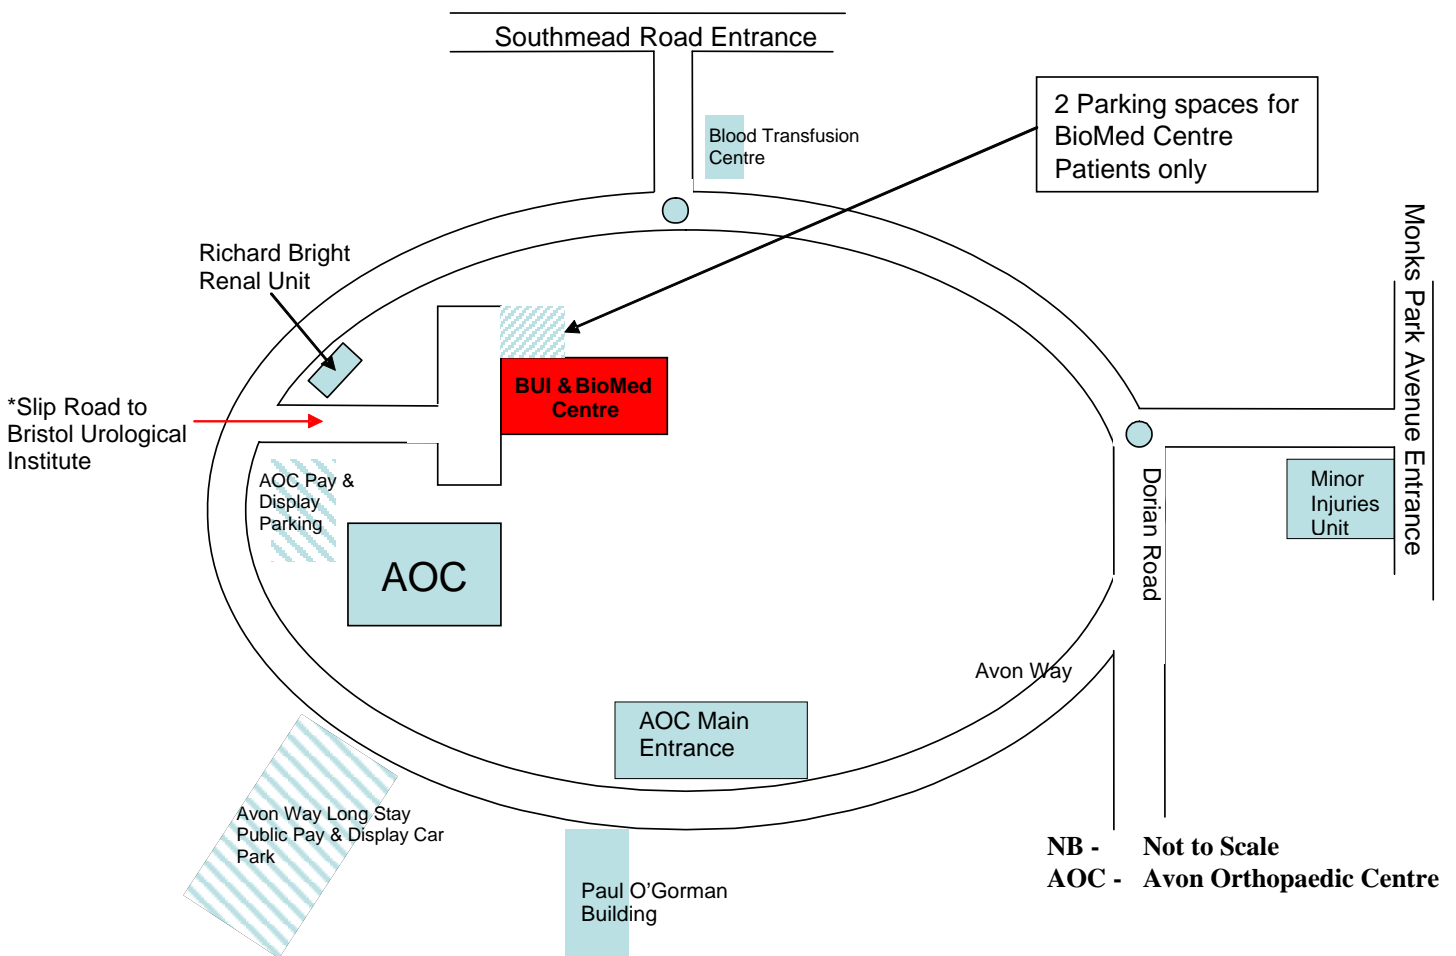 Southmead Road Entrance
2 Parking spaces for
BioMed Centre
Patients only
Blood Transfusion
Centre
Richard Bright
Renal Unit
Monks Park Avenue Entrance
BUI & BioMed
Centre
*Slip Road to
Bristol Urological
Institute
AOC Pay &
Display
Parking
Minor
Injuries
Unit
Dorian Road
AOC
Avon Way
AOC Main
Entrance
Avon Way Long Stay
Public Pay & Display Car
Park
Paul O'Gorman
Building
NB - Not to Scale
AOC - Avon Orthopaedic Centre